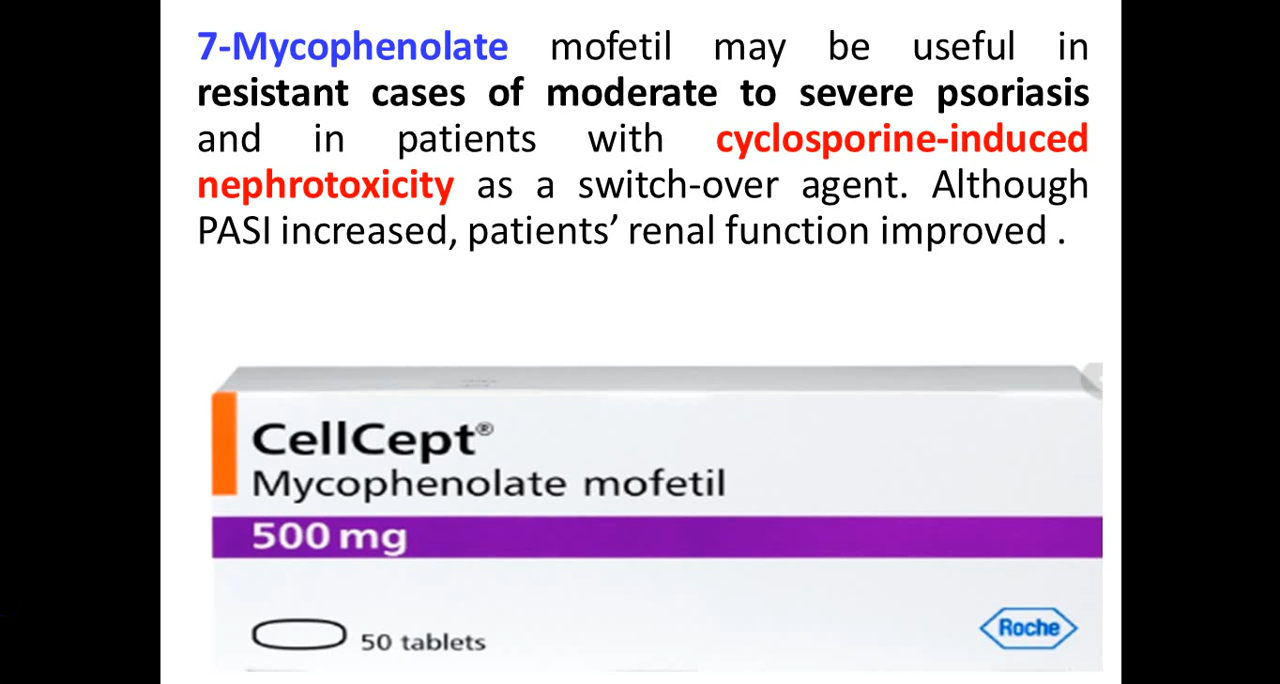 7-Mycophenolate mofetil may be useful in
resistant cases of moderate to severe psoriasis
and in patients with cyclosporine-induced
nephrotoxicity as a switch-over agent. Although
PASI increased, patients’ renal function improved .
CellCept®
Mycophenolate mofetil
500 mg
50 tablets
Roche